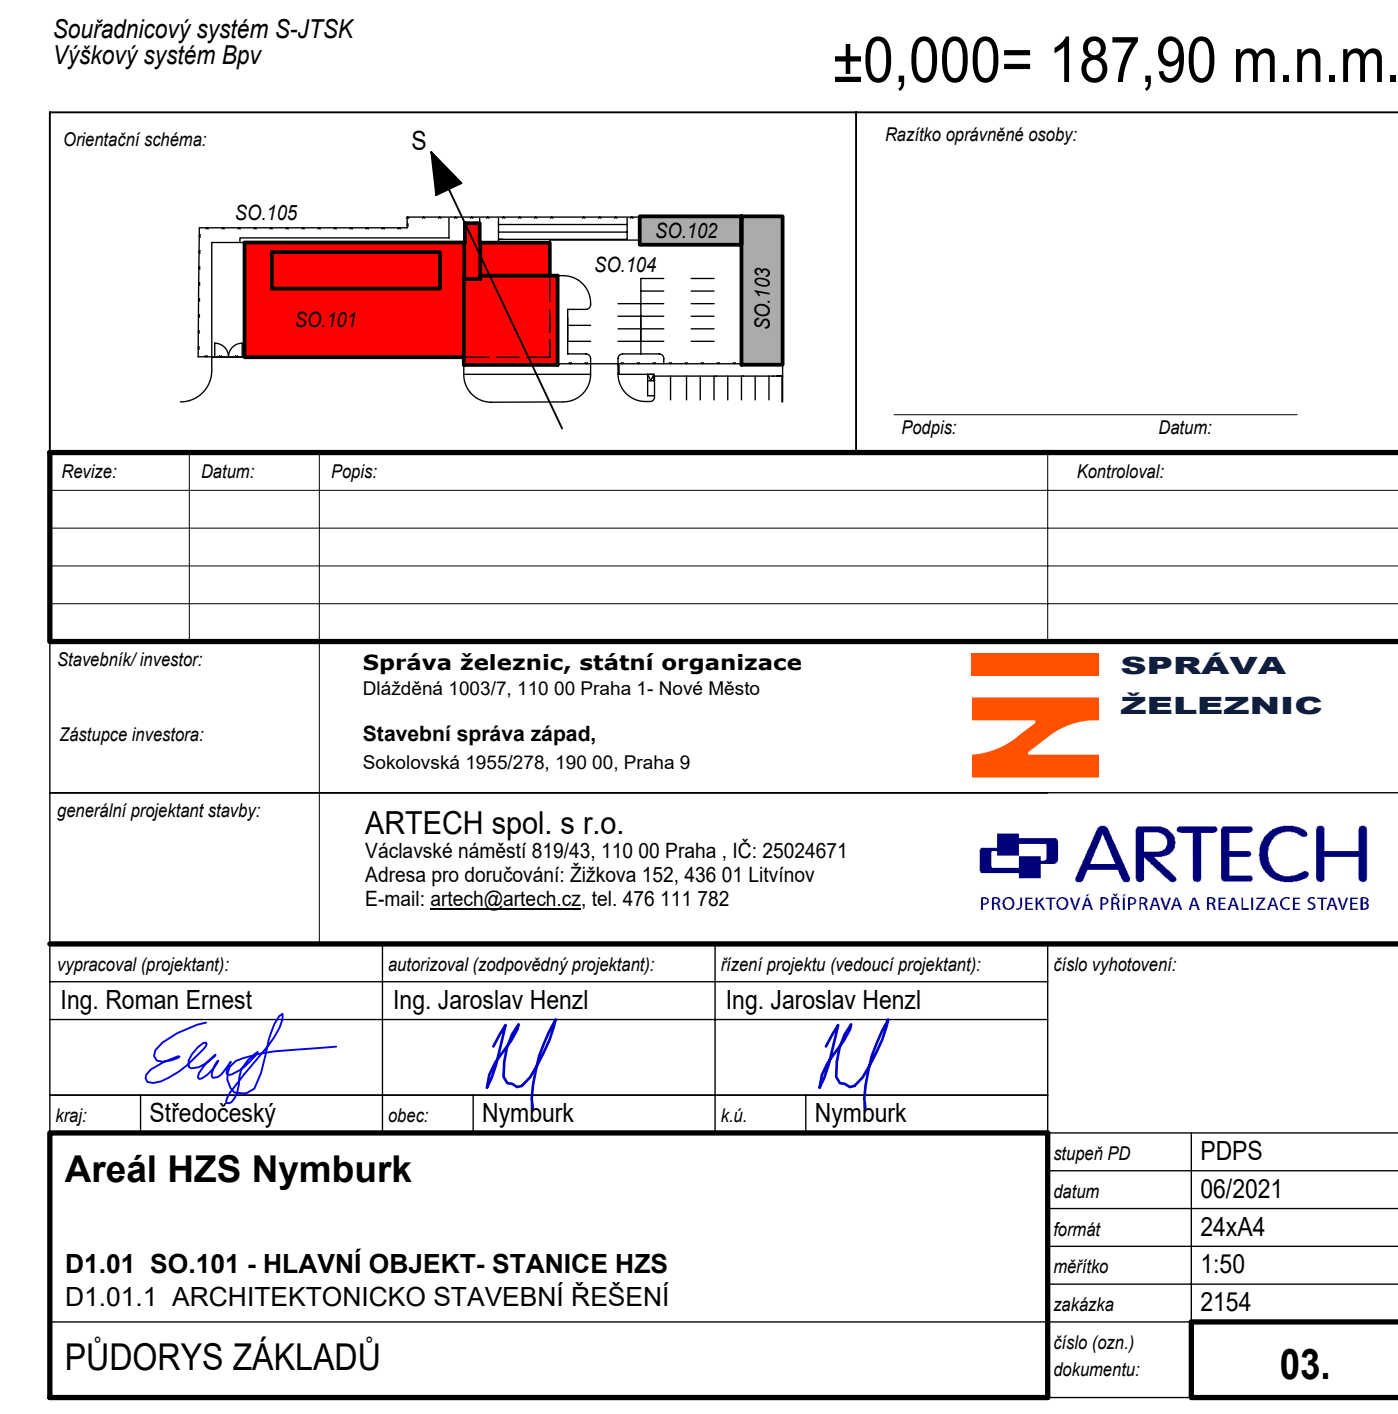 Souřadnicový systém S-JTSK
Výškový systém Bpv
±0,000= 187,90 m.n.m.
Orientační schéma:
S
SO.105
SO.102
SO.104
SO.103
SO.101
Razítko oprávněné osoby:
Podpis: Datum:
Revize: Datum: Popis: Kontroloval:
Stavebník/ investor:
Správa železnic, státní organizace
Dlážděná 1003/7, 110 00 Praha 1- Nové Město
Zástupce investora:
Stavební správa západ,
Sokolovská 1955/278, 190 00, Praha 9
SPRÁVA
ŽELEZNIC
generální projektant stavby:
ARTECH spol. s r.o.
Václavské náměstí 819/43, 110 00 Praha , IČ: 25024671
Adresa pro doručování: Žižkova 152, 436 01 Litvínov
E-mail: artech@artech.cz, tel. 476 111 782
ARTECH
PROJEKTOVÁ PŘÍPRAVA A REALIZACE STAVEB
vypracoval (projektant): autorizoval (zodpovědný projektant): řízení projektu (vedoucí projektant): číslo vyhotovení:
Ing. Roman Ernest Ing. Jaroslav Henzl Ing. Jaroslav Henzl
kraj: Středočeský obec: Nymburk k.ú. Nymburk
Areál HZS Nymburk
D1.01 SO.101 - HLAVNÍ OBJEKT- STANICE HZS
D1.01.1 ARCHITEKTONICKO STAVEBNÍ ŘEŠENÍ
PŮDORYS ZÁKLADŮ
stupeň PD PDPS
datum 06/2021
formát 24xA4
měřítko 1:50
zakázka 2154
číslo (ozn.)
dokumentu:
03.